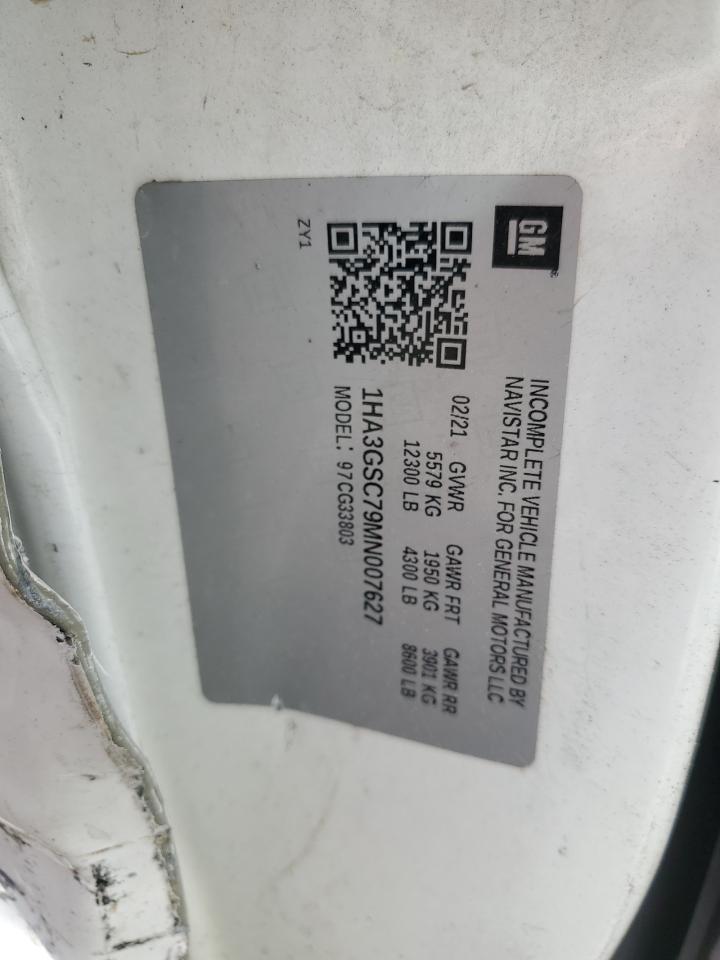 GM
INCOMPLETE VEHICLE MANUFACTURED BY
NAVISTAR INC. FOR GENERAL MOTORS LLC
02/21 GVWR GAWR FRT GAWR RR
5579 KG 1950 KG 3901 KG
12300 LB 4300 LB 8600 LB
1HA3GSC79MN007627
MODEL: 97CG33803
ZY1